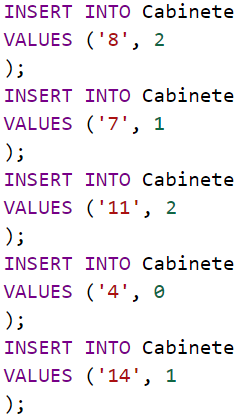 INSERT INTO Cabinete
VALUES ('8', 2
);
INSERT INTO Cabinete
VALUES ('7', 1
);
INSERT INTO Cabinete
VALUES ('11', 2
);
INSERT INTO Cabinete
VALUES ('4', 0
);
INSERT INTO Cabinete
VALUES ('14', 1
);